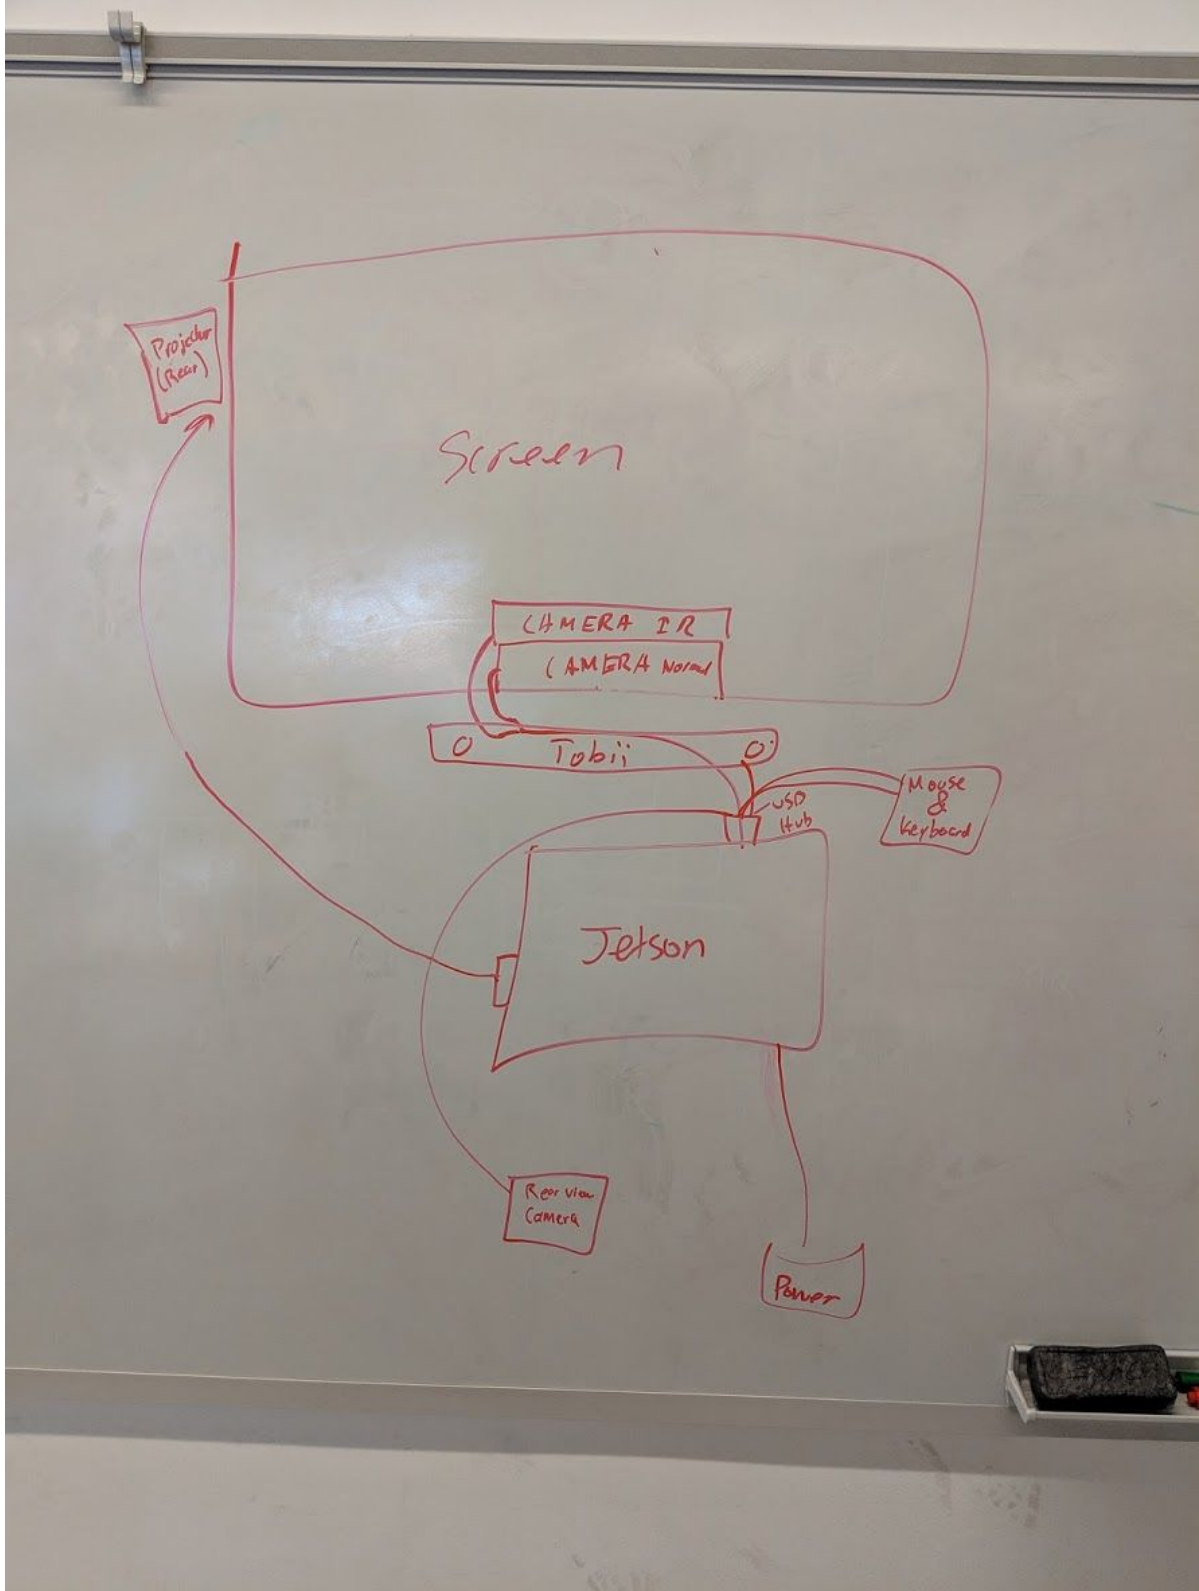 Projector
(Rear)
Screen
CAMERA IR
CAMERA Normal
Tobii
USB
Hub
Mouse
&
Keyboard
Jetson
Rear view
Camera
Power